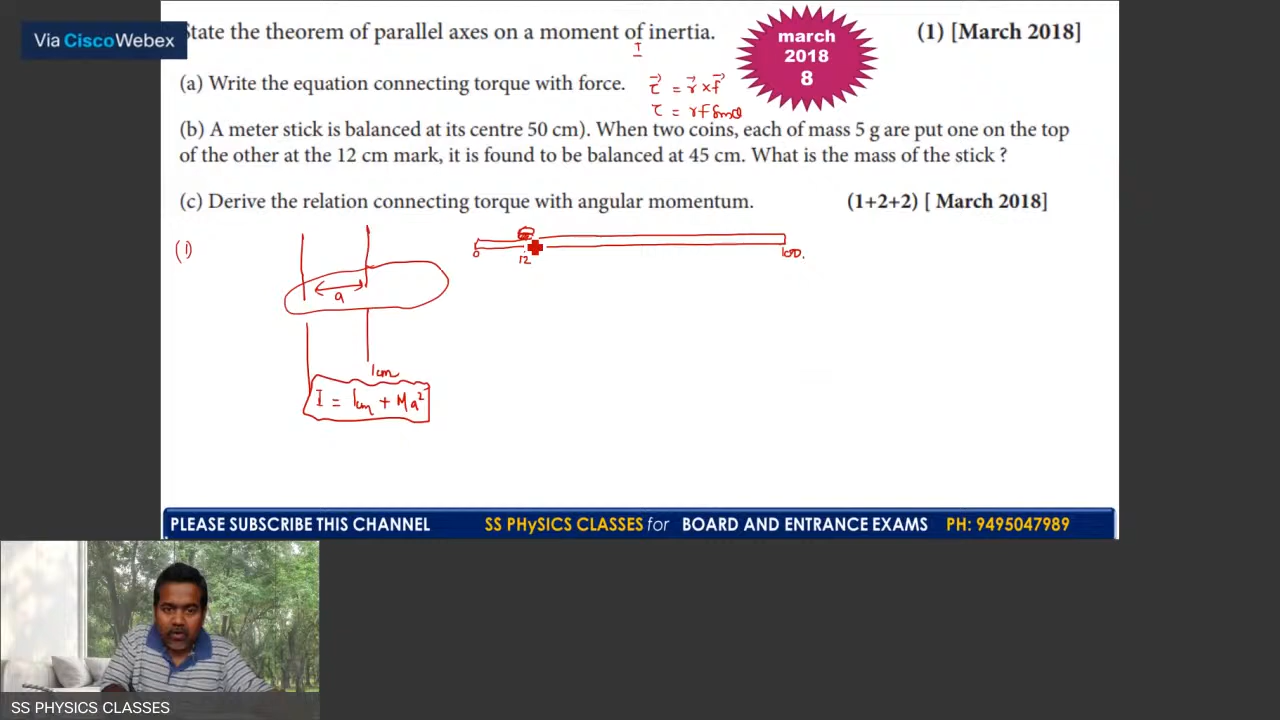 Via CiscoWebex
State the theorem of parallel axes on a moment of inertia. (1) [March 2018]
I
march
2018
8
(a) Write the equation connecting torque with force. τ⃗ = r⃗ × f⃗
τ = rf sinθ
(b) A meter stick is balanced at its centre 50 cm). When two coins, each of mass 5 g are put one on the top
of the other at the 12 cm mark, it is found to be balanced at 45 cm. What is the mass of the stick ?
(c) Derive the relation connecting torque with angular momentum. (1+2+2) [ March 2018]
(1)
0 12 100.
a
Icm
I = Icm + Ma²
PLEASE SUBSCRIBE THIS CHANNEL SS PHySICS CLASSES for BOARD AND ENTRANCE EXAMS PH: 9495047989
SS PHYSICS CLASSES